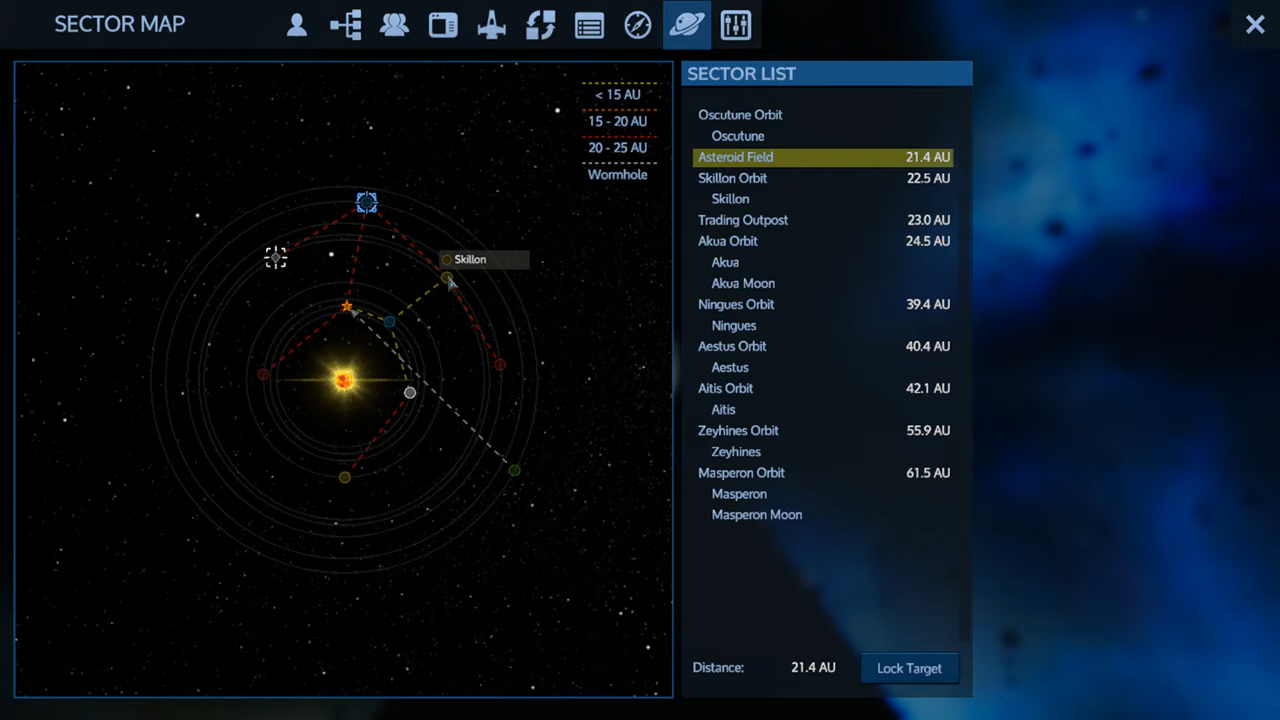 SECTOR MAP
< 15 AU
15 - 20 AU
20 - 25 AU
Wormhole
Skillon
SECTOR LIST
Oscutune Orbit
Oscutune
Asteroid Field 21.4 AU
Skillon Orbit 22.5 AU
Skillon
Trading Outpost 23.0 AU
Akua Orbit 24.5 AU
Akua
Akua Moon
Ningues Orbit 39.4 AU
Ningues
Aestus Orbit 40.4 AU
Aestus
Aitis Orbit 42.1 AU
Aitis
Zeyhines Orbit 55.9 AU
Zeyhines
Masperon Orbit 61.5 AU
Masperon
Masperon Moon
Distance: 21.4 AU Lock Target